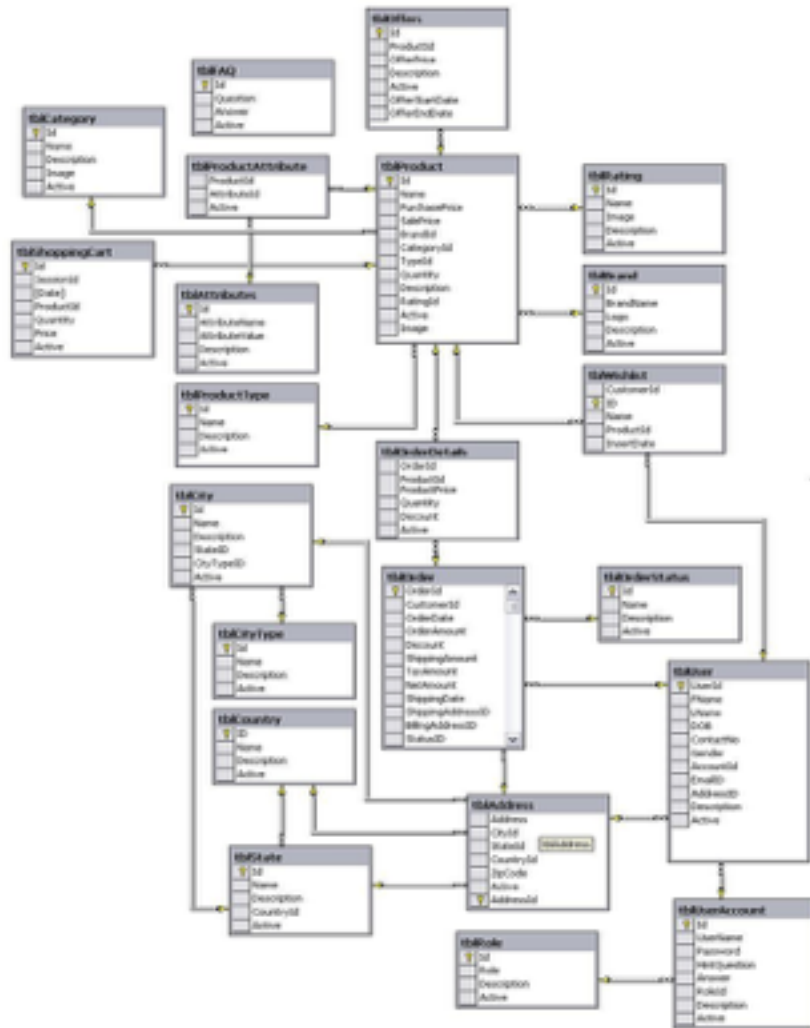 tblOffers
Id
ProductId
OfferPrice
Description
Active
OfferStartDate
OfferEndDate
tblFAQ
Id
Question
Answer
Active
tblCategory
Id
Name
Description
Image
Active
tblProductAttribute
ProductId
AttributeId
Active
tblProduct
Id
Name
PurchasePrice
SalePrice
BrandId
CategoryId
TypeId
Quantity
Description
RatingId
Active
Image
tblRating
Id
Name
Image
Description
Active
tblShoppingCart
Id
SessionId
[Date]
ProductId
Quantity
Price
Active
tblAttributes
Id
AttributeName
AttributeValue
Description
Active
tblBrand
Id
BrandName
Logo
Description
Active
tblProductType
Id
Name
Description
Active
tblWishlist
CustomerId
ID
Name
ProductId
InsertDate
tblOrderDetails
OrderId
ProductId
ProductPrice
Quantity
Discount
Active
tblCity
Id
Name
Description
StateID
CityTypeID
Active
tblOrder
OrderId
CustomerId
OrderDate
OrderAmount
Discount
ShippingAmount
TaxAmount
NetAmount
ShippingDate
ShippingAddressID
BillingAddressID
StatusID
tblOrderStatus
Id
Name
Description
Active
tblCityType
Id
Name
Description
Active
tblUser
UserId
FName
LName
DOB
ContactNo
Gender
AccountId
EmailID
AddressID
Description
Active
tblCountry
ID
Name
Description
Active
tblAddress
Address
CityId
StateId
CountryId
ZipCode
Active
AddressId
tblAddress
tblState
Id
Name
Description
CountryId
Active
tblRole
Id
Role
Description
Active
tblUserAccount
Id
UserName
Password
HintQuestion
Answer
RoleId
Description
Active